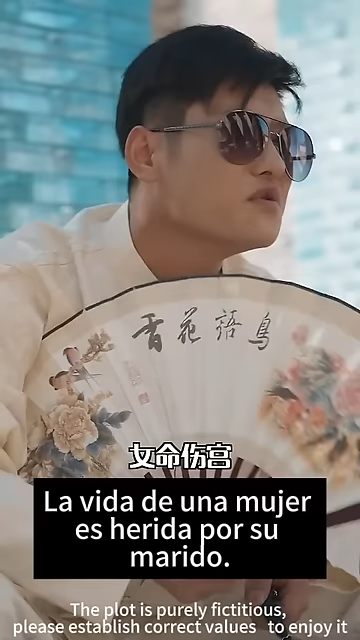 鳥語花香
女命伤宫
La vida de una mujer
es herida por su
marido.
The plot is purely fictitious,
please establish correct values to enjoy it